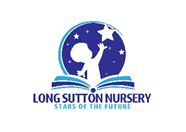 LONG SUTTON NURSERY
STARS OF THE FUTURE